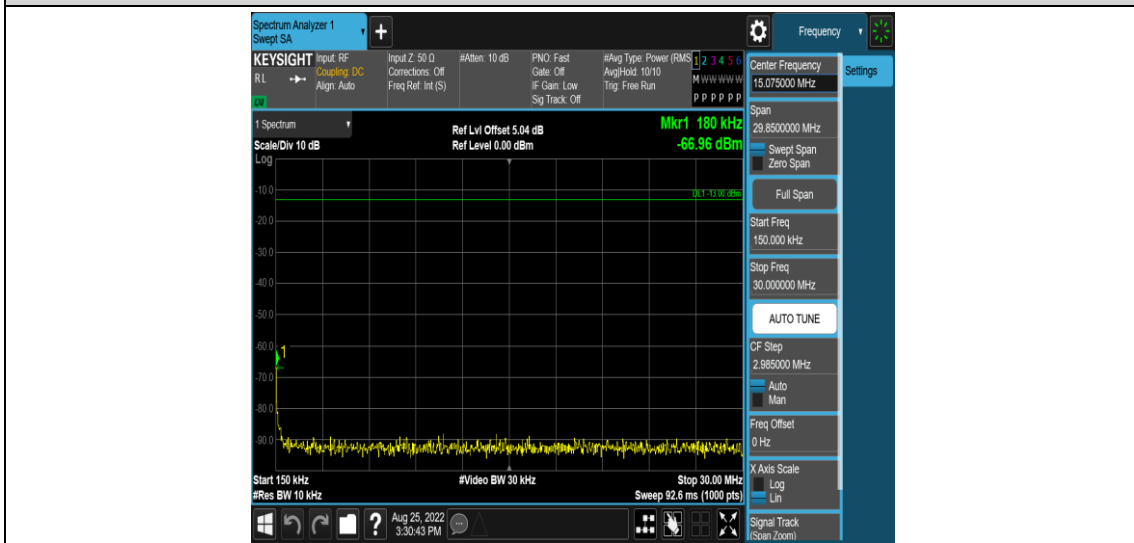 Spectrum Analyzer 1
Swept SA
+
Frequency
KEYSIGHT
RL
LXI
Input: RF
Coupling: DC
Align: Auto
Input Z: 50 Ω
Corrections: Off
Freq Ref: Int (S)
#Atten: 10 dB
PNO: Fast
Gate: Off
IF Gain: Low
Sig Track: Off
#Avg Type: Power (RMS
Avg|Hold: 10/10
Trig: Free Run
1 2 3 4 5 6
M W W W W W
P P P P P P
Center Frequency
15.075000 MHz
Settings
Span
29.8500000 MHz
Swept Span
Zero Span
Full Span
Start Freq
150.000 kHz
Stop Freq
30.000000 MHz
AUTO TUNE
CF Step
2.985000 MHz
Auto
Man
Freq Offset
0 Hz
X Axis Scale
Log
Lin
Signal Track
(Span Zoom)
1 Spectrum
Scale/Div 10 dB
Log
Ref Lvl Offset 5.04 dB
Ref Level 0.00 dBm
Mkr1 180 kHz
-66.96 dBm
DL1 -13.00 dBm
-10.0
-20.0
-30.0
-40.0
-50.0
-60.0
1
-70.0
-80.0
-90.0
Start 150 kHz
#Video BW 30 kHz
Stop 30.00 MHz
#Res BW 10 kHz
Sweep 92.6 ms (1000 pts)
?
Aug 25, 2022
3:30:43 PM